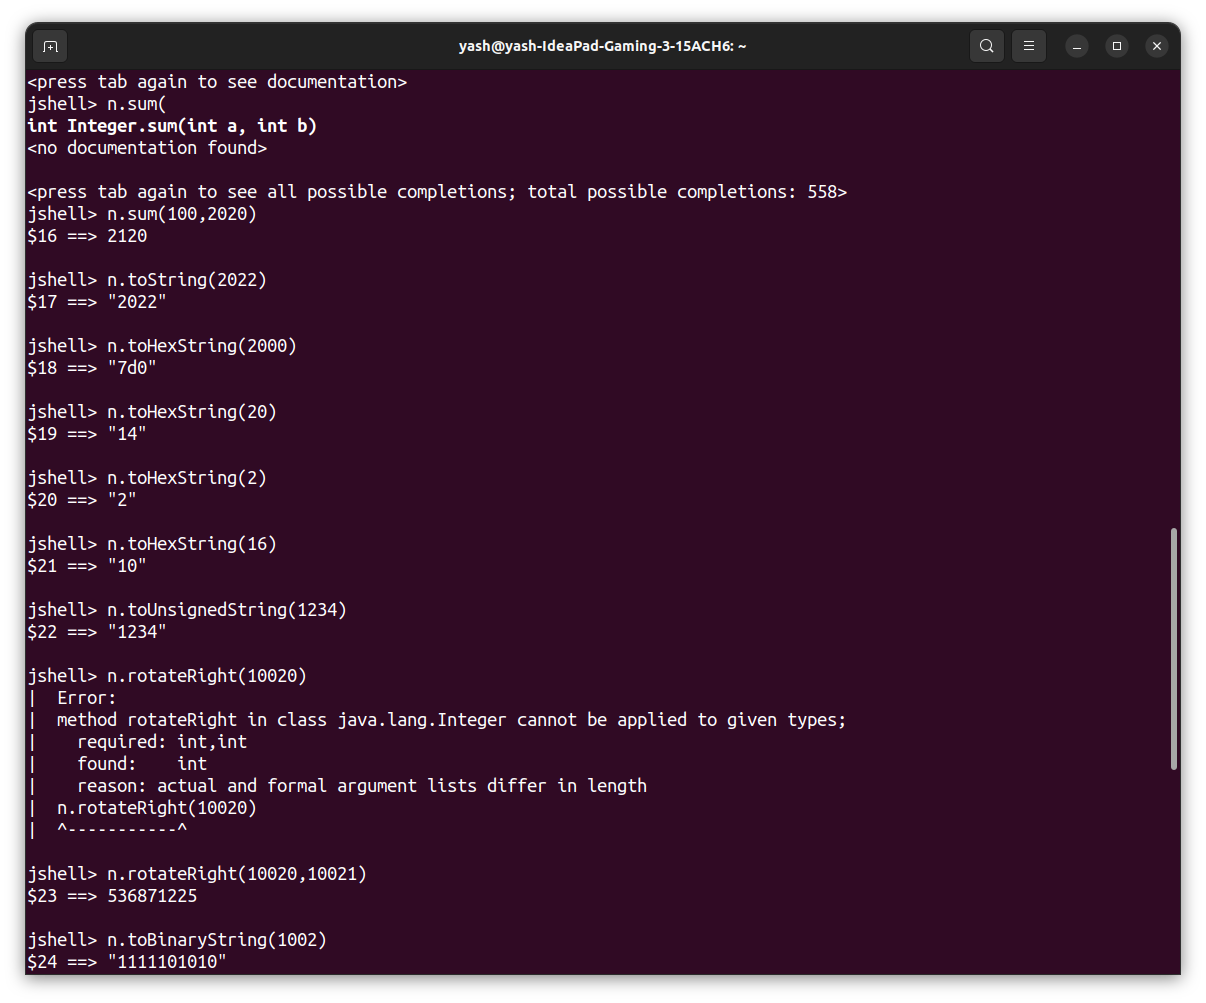 yash@yash-IdeaPad-Gaming-3-15ACH6: ~
<press tab again to see documentation>
jshell> n.sum(
int Integer.sum(int a, int b)
<no documentation found>

<press tab again to see all possible completions; total possible completions: 558>
jshell> n.sum(100,2020)
$16 ==> 2120

jshell> n.toString(2022)
$17 ==> "2022"

jshell> n.toHexString(2000)
$18 ==> "7d0"

jshell> n.toHexString(20)
$19 ==> "14"

jshell> n.toHexString(2)
$20 ==> "2"

jshell> n.toHexString(16)
$21 ==> "10"

jshell> n.toUnsignedString(1234)
$22 ==> "1234"

jshell> n.rotateRight(10020)
|  Error:
|  method rotateRight in class java.lang.Integer cannot be applied to given types;
|    required: int,int
|    found:    int
|    reason: actual and formal argument lists differ in length
|  n.rotateRight(10020)
|  ^-----------^

jshell> n.rotateRight(10020,10021)
$23 ==> 536871225

jshell> n.toBinaryString(1002)
$24 ==> "1111101010"